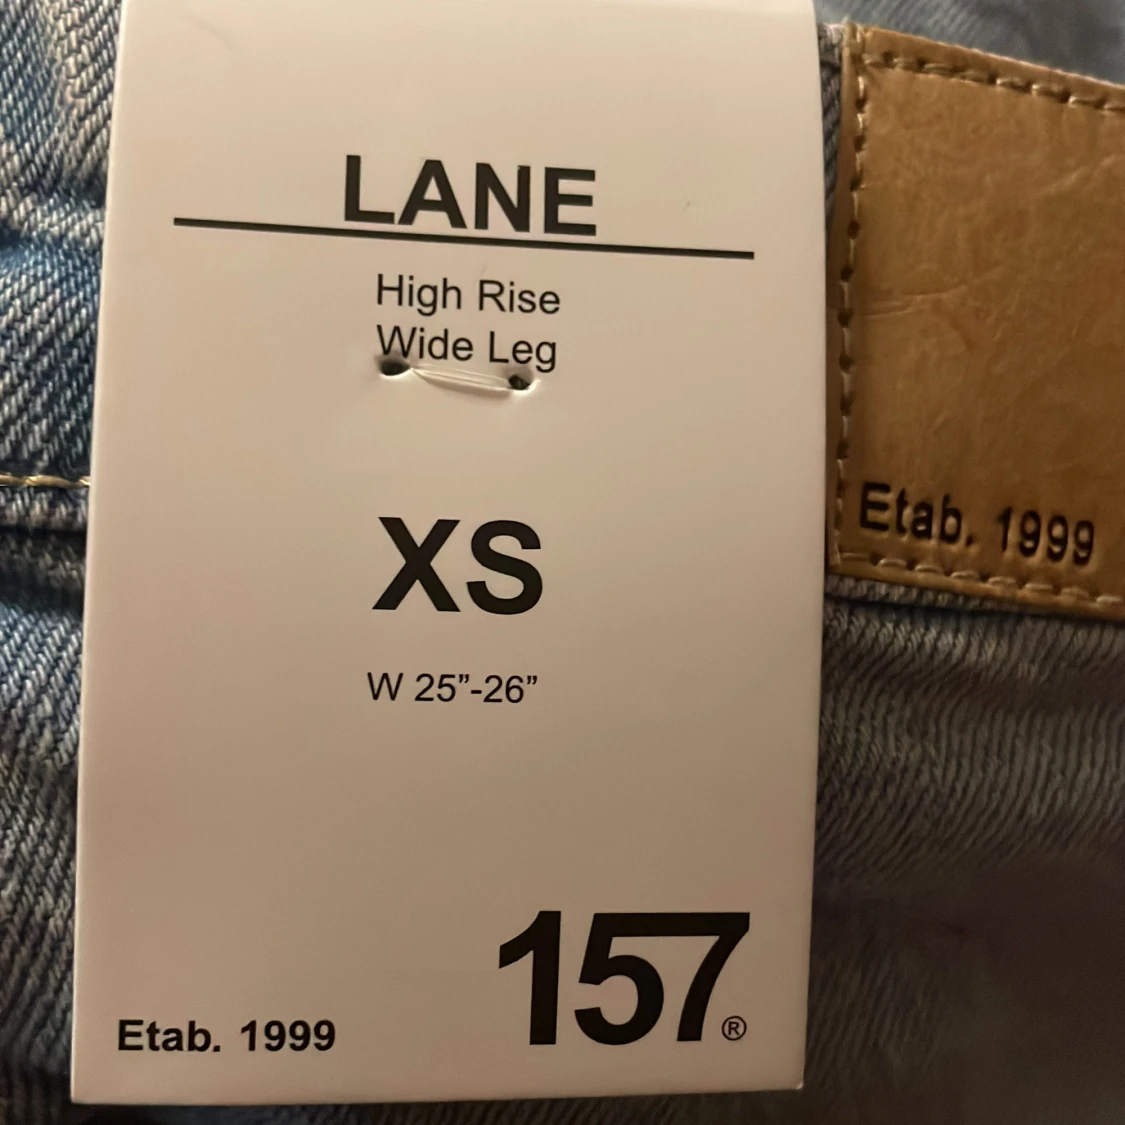 LANE
High Rise
Wide Leg
XS
W 25”-26”
157®
Etab. 1999
Etab. 1999